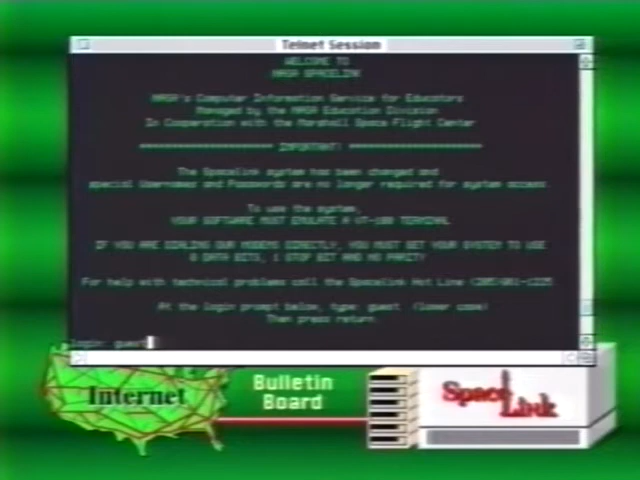 Telnet Session
WELCOME TO
NASA SPACELINK
NASA's Computer Information Service for Educators
Managed by the NASA Education Division
In Cooperation with the Marshall Space Flight Center
IMPORTANT!
The Spacelink system has been changed and
special Usernames and Passwords are no longer required for system access.
To use the system,
YOUR SOFTWARE MUST EMULATE A VT-100 TERMINAL
IF YOU ARE DIALING OUR MODEMS DIRECTLY, YOU MUST SET YOUR SYSTEM TO USE
8 DATA BITS, 1 STOP BIT AND NO PARITY
For help with technical problems call the Spacelink Hot Line
At the login prompt below, type: guest (lower case)
Then press return.
login: guest
Internet
Bulletin
Board
Space
Link